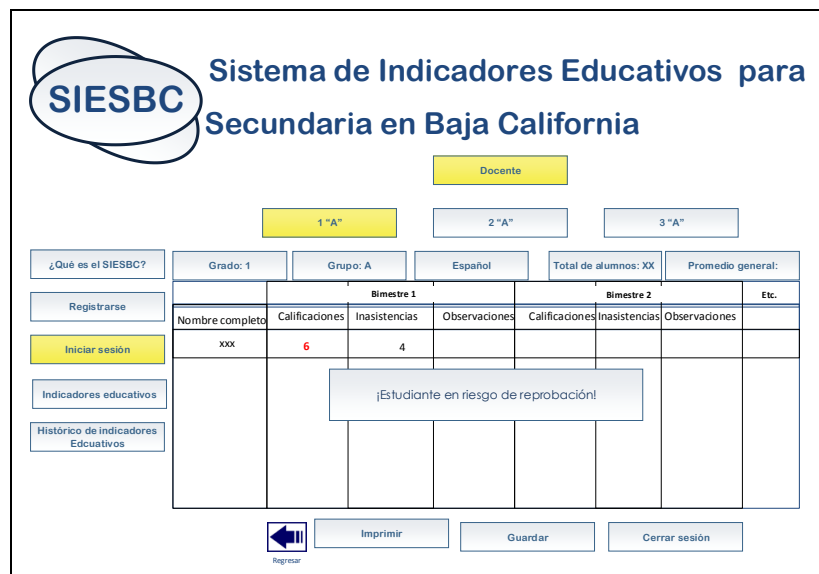 SIESBC
Sistema de Indicadores Educativos para
Secundaria en Baja California
Docente
1 “A”
2 “A”
3 “A”
¿Qué es el SIESBC?
Registrarse
Iniciar sesión
Indicadores educativos
Histórico de indicadores
Edcuativos
Grado: 1
Grupo: A
Español
Total de alumnos: XX
Promedio general:
Bimestre 1
Bimestre 2
Etc.
Nombre completo
Calificaciones
Inasistencias
Observaciones
Calificaciones
Inasistencias
Observaciones
xxx
6
4
¡Estudiante en riesgo de reprobación!
Regresar
Imprimir
Guardar
Cerrar sesión